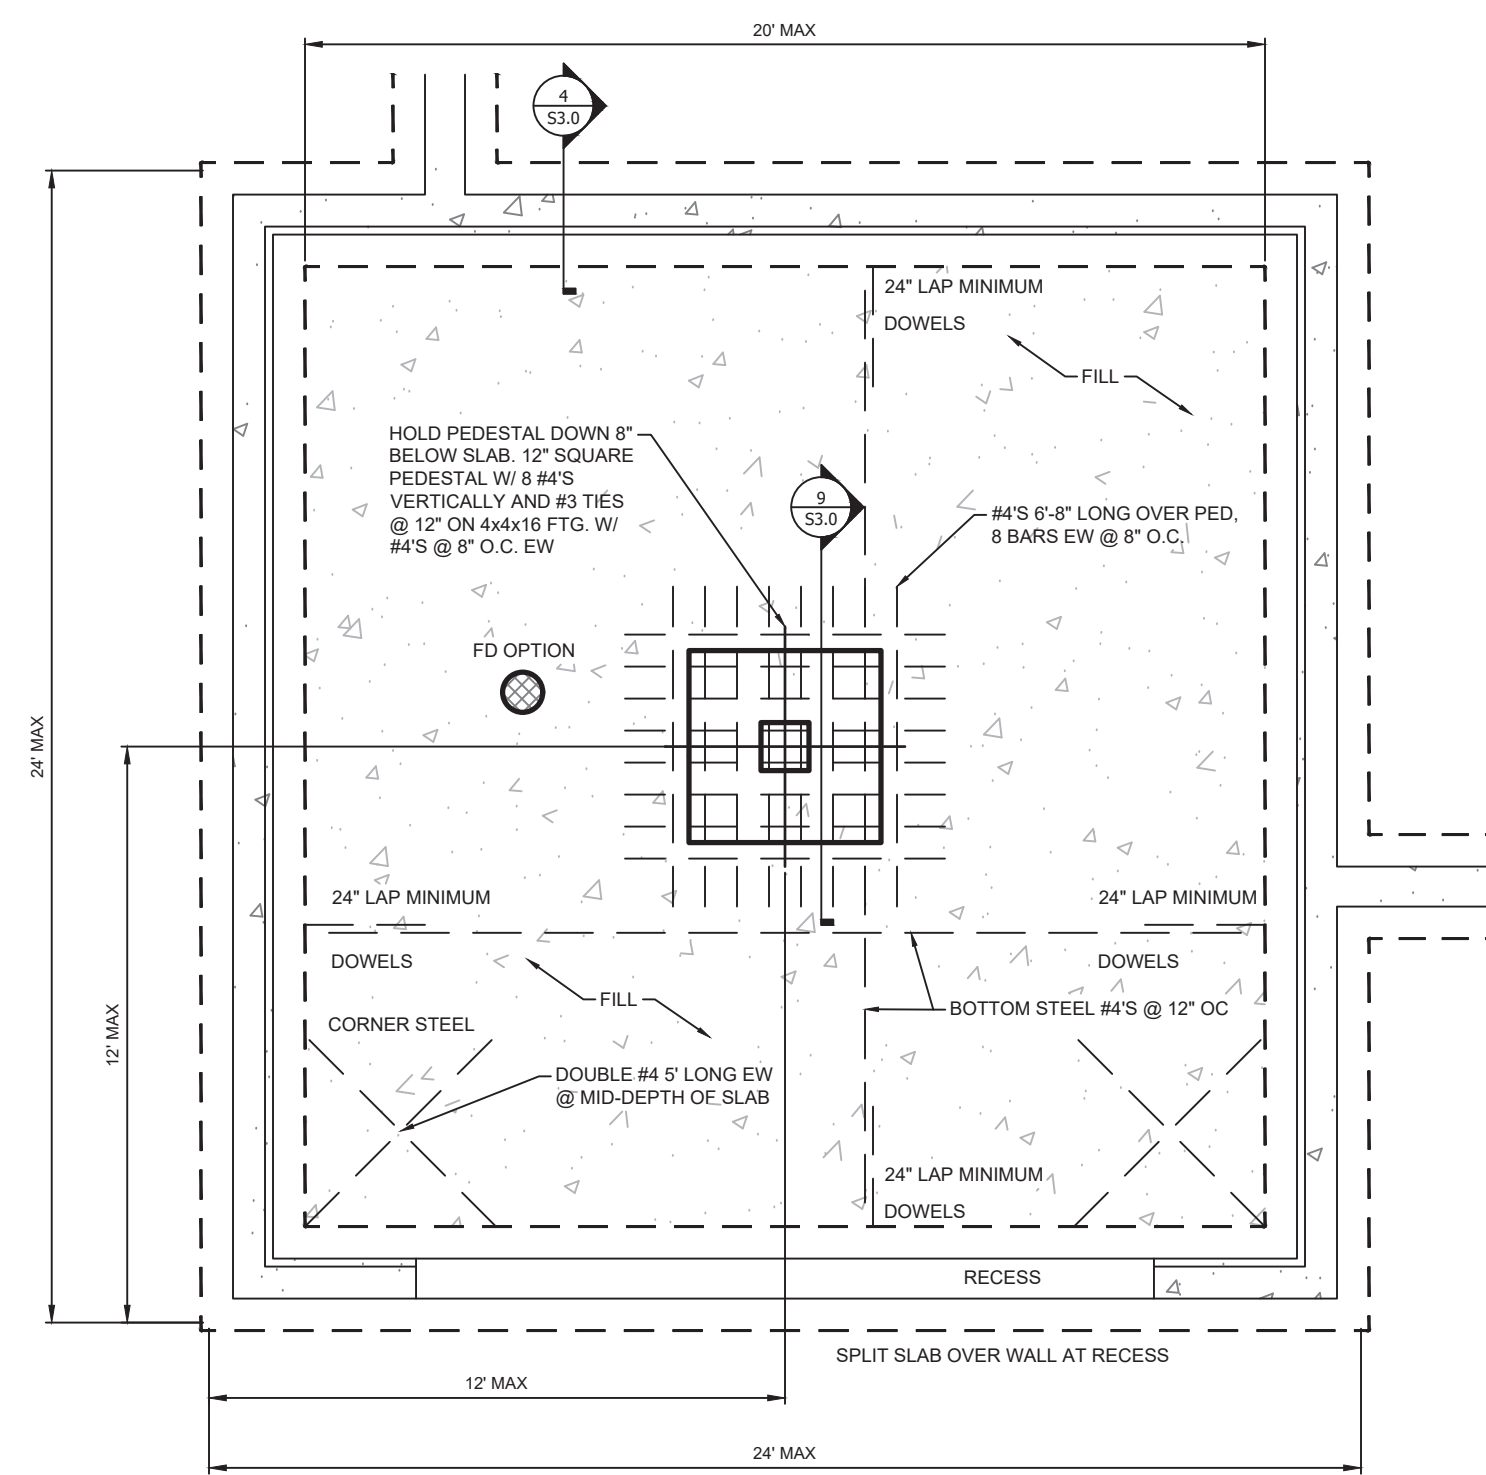 20' MAX
4
S3.0
24" LAP MINIMUM
DOWELS
FILL
HOLD PEDESTAL DOWN 8"
BELOW SLAB. 12" SQUARE
PEDESTAL W/ 8 #4'S
VERTICALLY AND #3 TIES
@ 12" ON 4x4x16 FTG. W/
#4'S @ 8" O.C. EW
9
S3.0
#4'S 6'-8" LONG OVER PED,
8 BARS EW @ 8" O.C.
FD OPTION
24' MAX
24" LAP MINIMUM
24" LAP MINIMUM
DOWELS
DOWELS
FILL
BOTTOM STEEL #4'S @ 12" OC
CORNER STEEL
12' MAX
DOUBLE #4 5' LONG EW
@ MID-DEPTH OF SLAB
24" LAP MINIMUM
DOWELS
RECESS
SPLIT SLAB OVER WALL AT RECESS
12' MAX
24' MAX